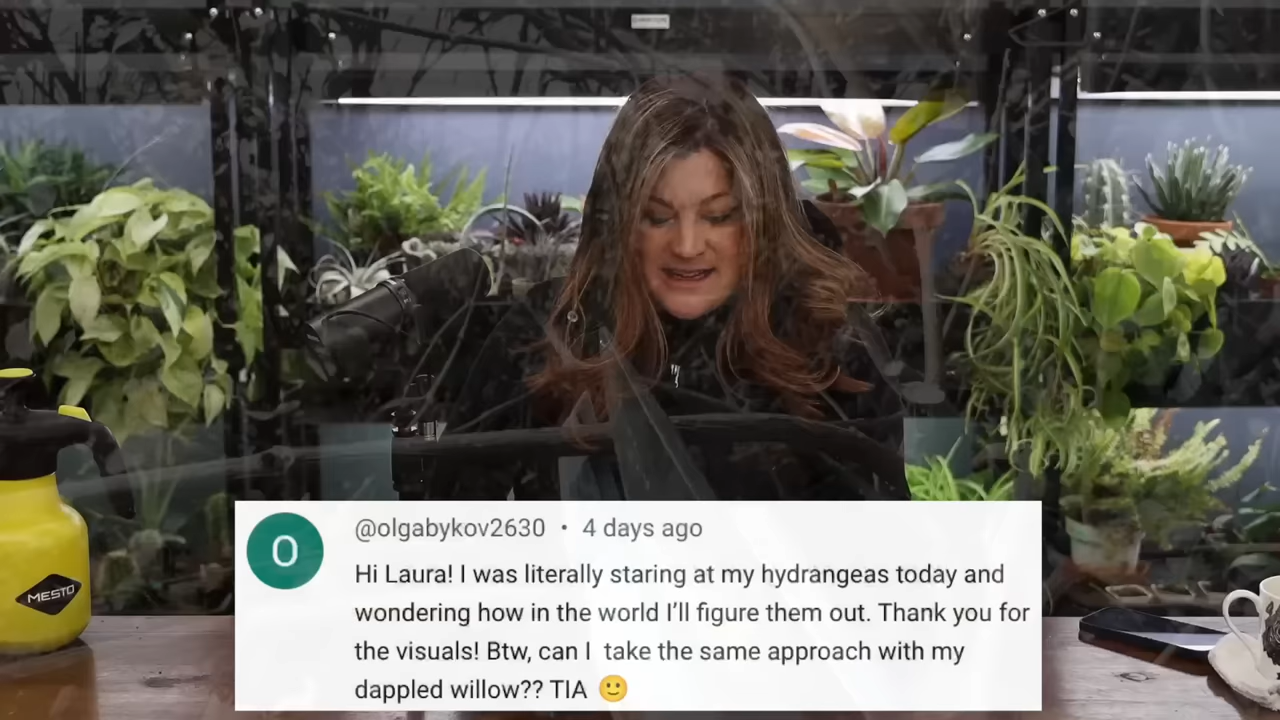 O
@olgabykov2630 • 4 days ago
Hi Laura! I was literally staring at my hydrangeas today and
wondering how in the world I'll figure them out. Thank you for
the visuals! Btw, can I take the same approach with my
dappled willow?? TIA 🙂
MESTO